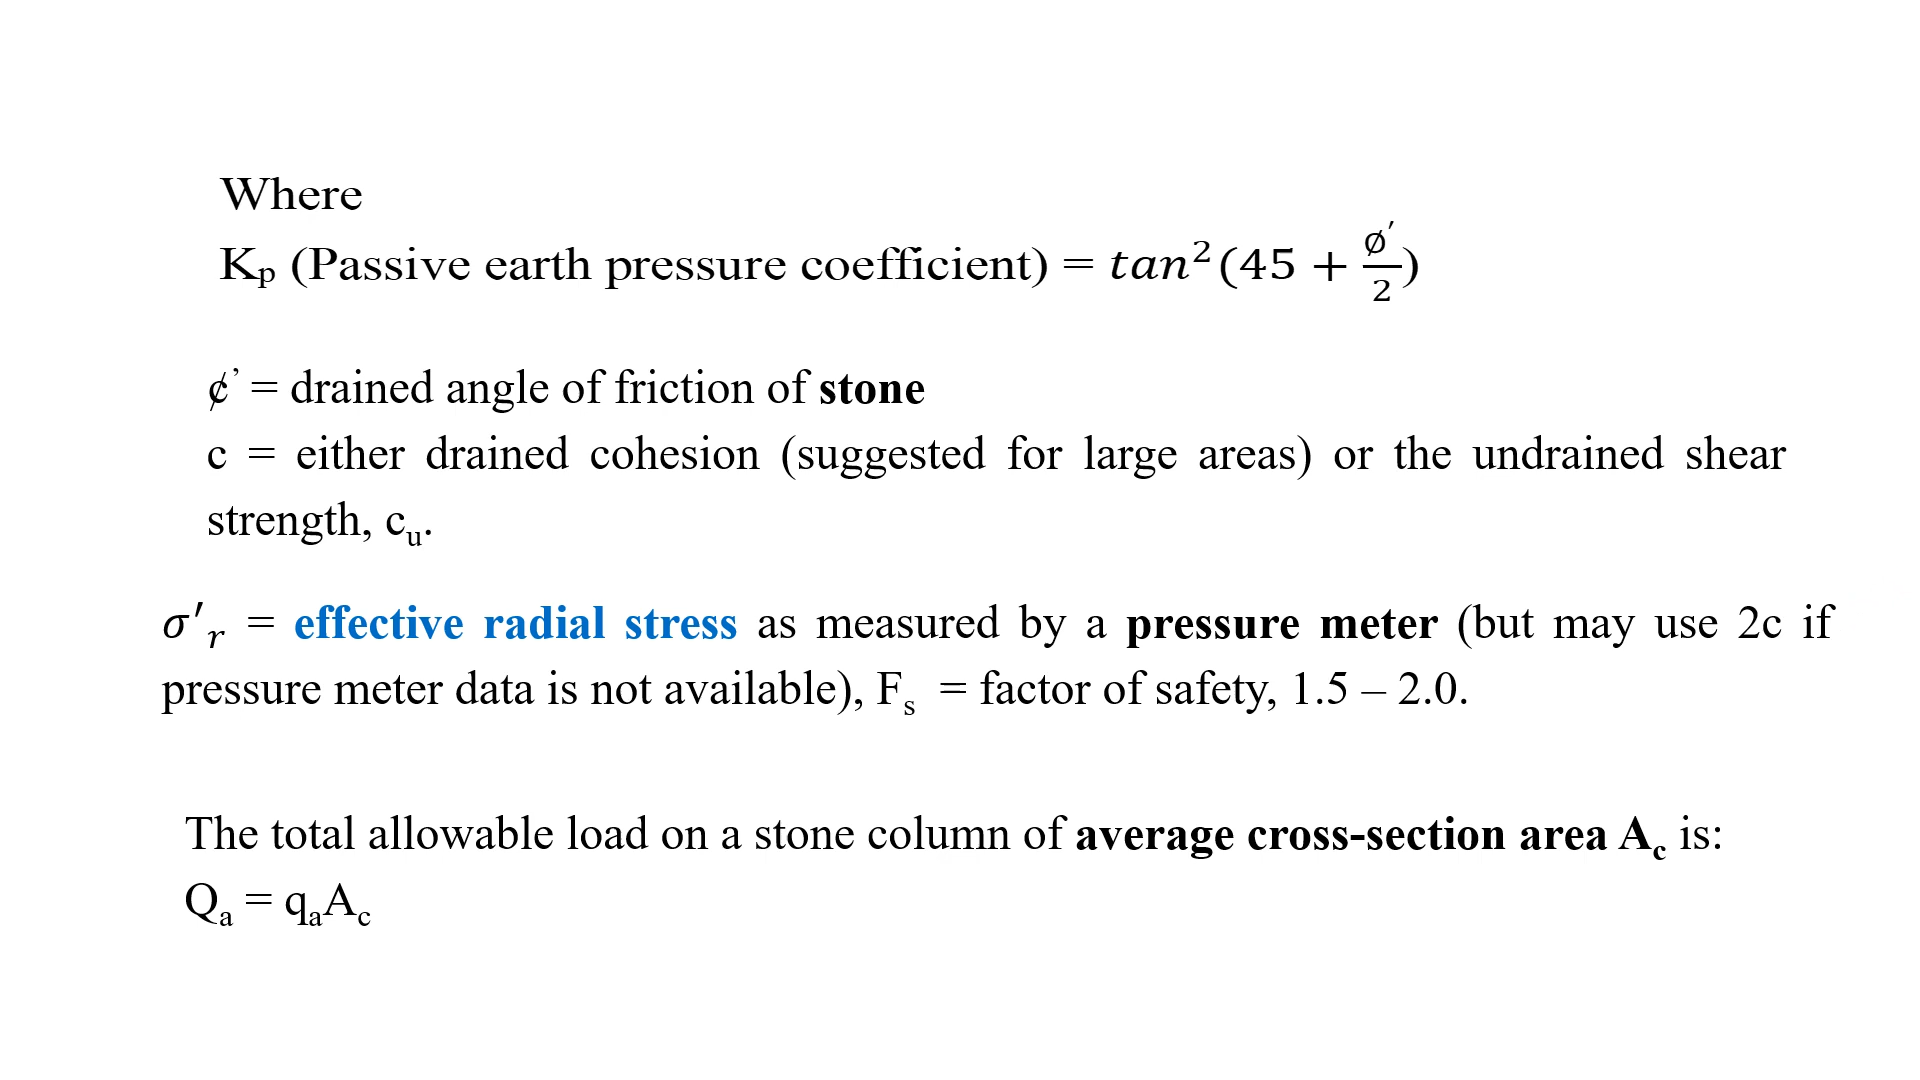 Where
Kₚ (Passive earth pressure coefficient) = tan²(45 + ø′/2)
¢̸’ = drained angle of friction of stone
c = either drained cohesion (suggested for large areas) or the undrained shear
strength, cᵤ.
σ′ᵣ = effective radial stress as measured by a pressure meter (but may use 2c if
pressure meter data is not available), Fₛ = factor of safety, 1.5 – 2.0.
The total allowable load on a stone column of average cross-section area A_c is:
Qₐ = qₐA_c